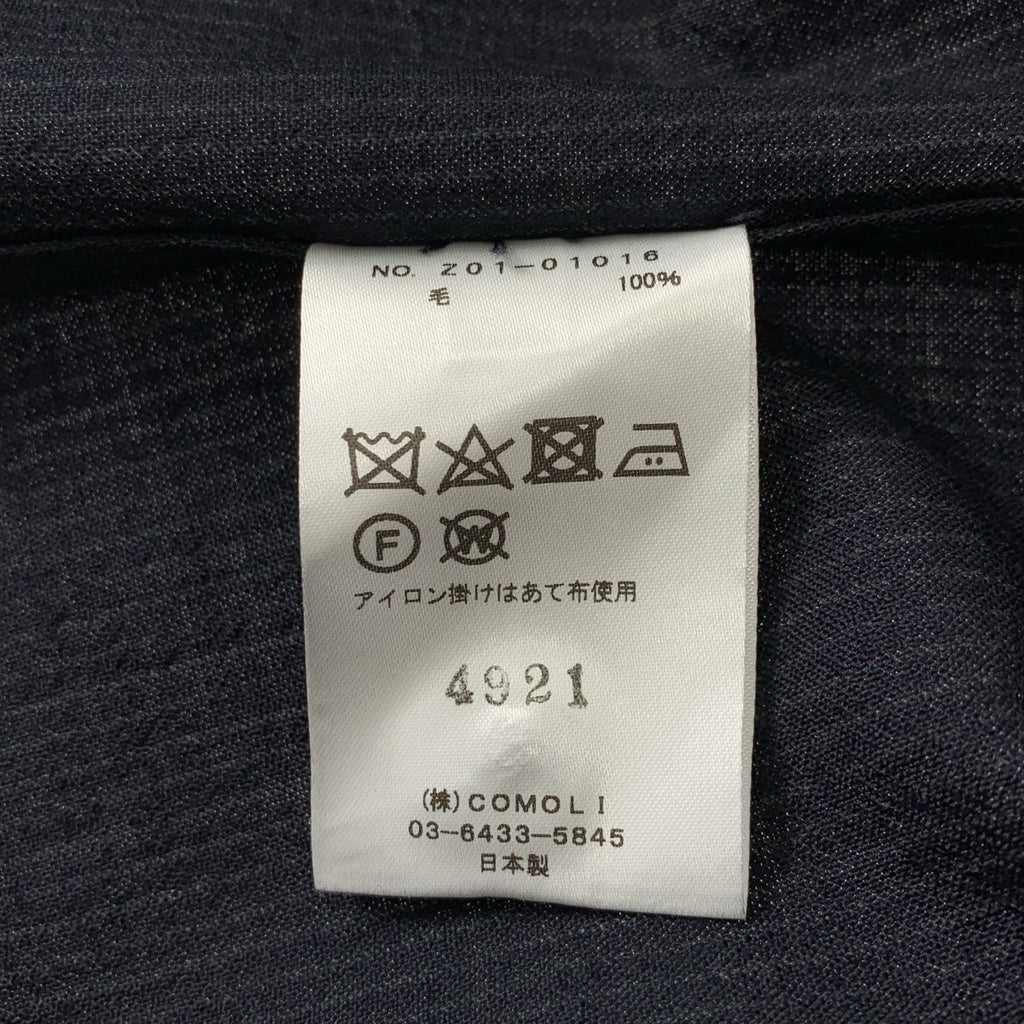 NO. Z01-01016
毛 100%
F
W
アイロン掛けはあて布使用
4921
(株)COMOLI
03-6433-5845
日本製